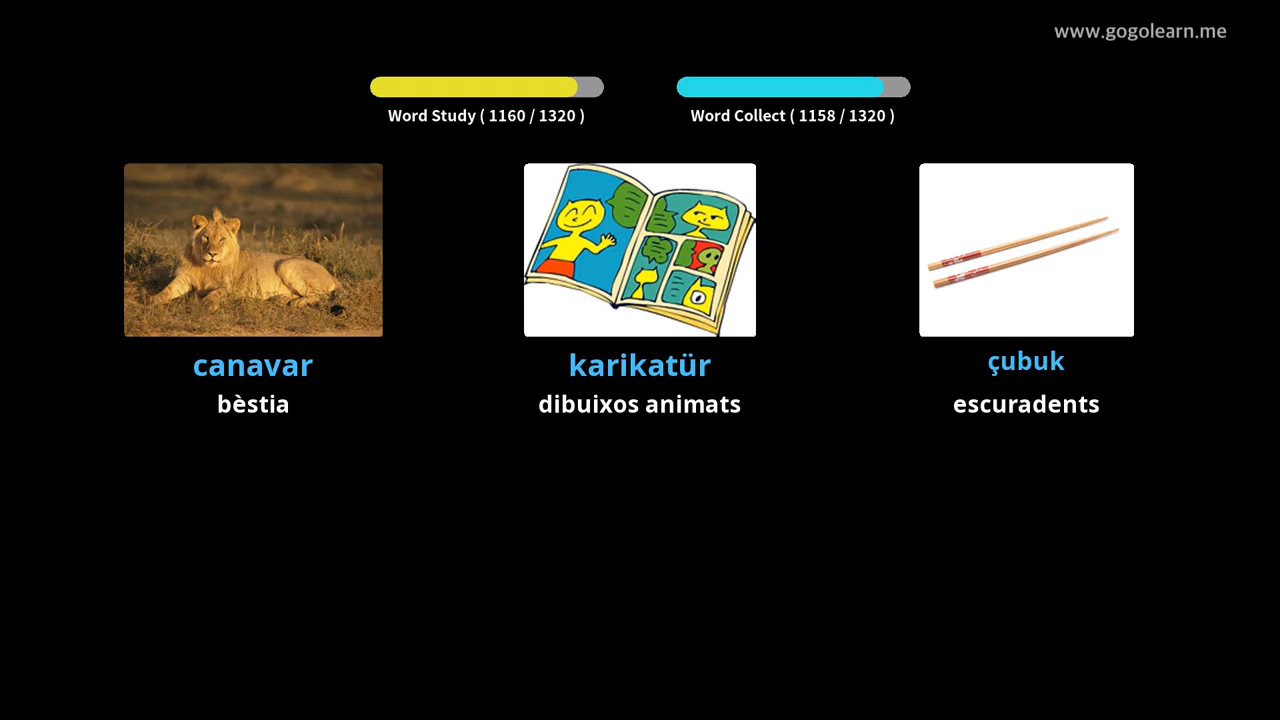 www.gogolearn.me
Word Study ( 1160 / 1320 )
Word Collect ( 1158 / 1320 )
canavar
bèstia
karikatür
dibuixos animats
çubuk
escuradents